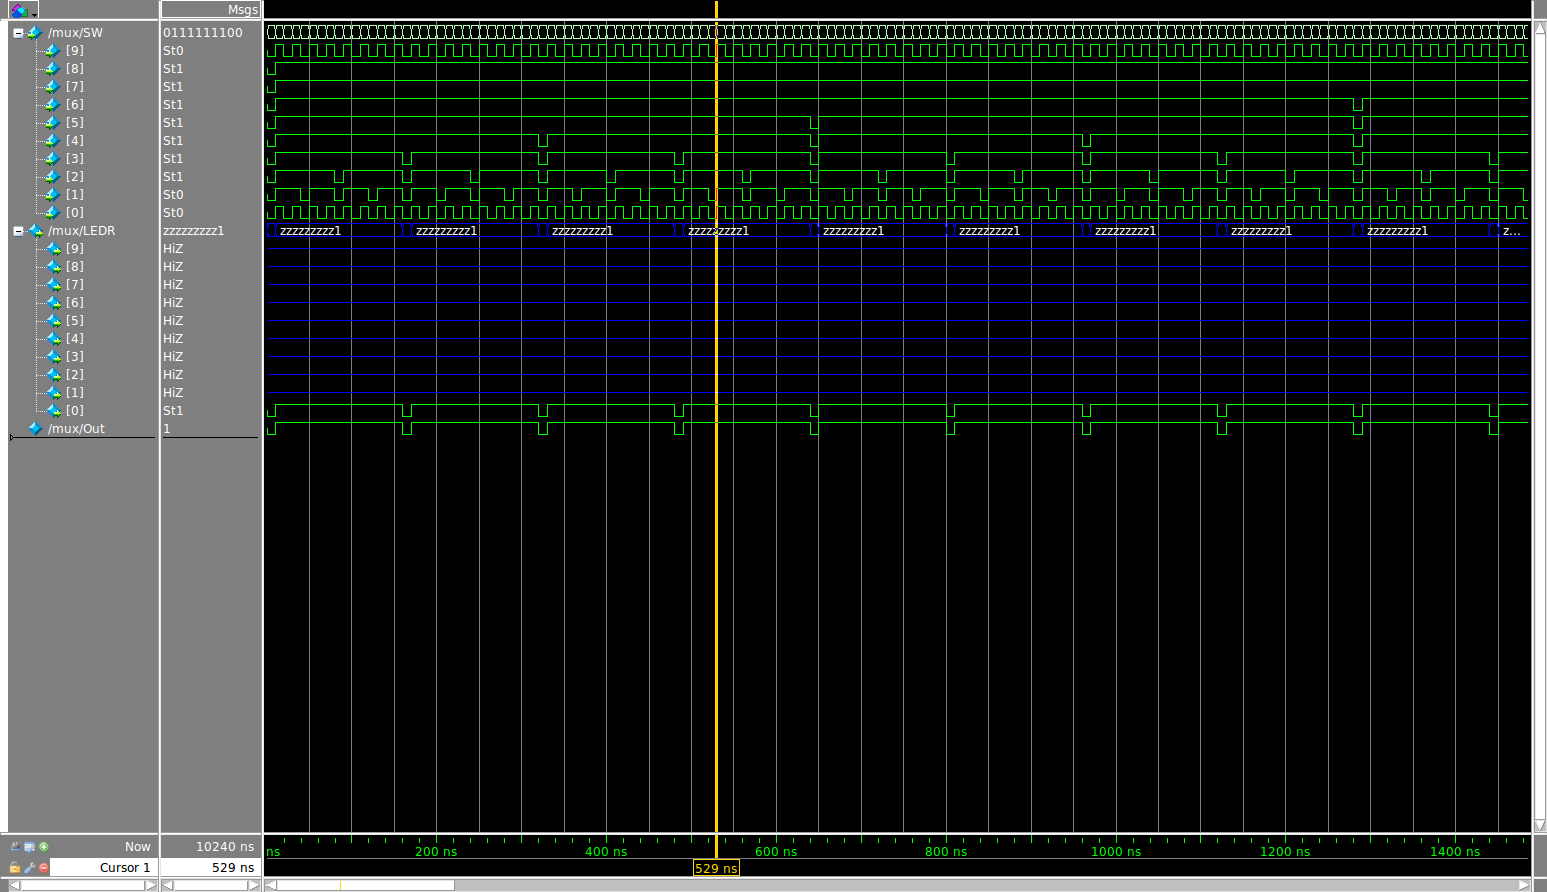 Msgs
/mux/SW 0111111100
[9] St0
[8] St1
[7] St1
[6] St1
[5] St1
[4] St1
[3] St1
[2] St1
[1] St0
[0] St0
/mux/LEDR zzzzzzzzz1 zzzzzzzzz1 zzzzzzzzz1 zzzzzzzzz1 zzzzzzzzz1 zzzzzzzzz1 zzzzzzzzz1 zzzzzzzzz1 zzzzzzzzz1 zzzzzzzzz1 z...
[9] HiZ
[8] HiZ
[7] HiZ
[6] HiZ
[5] HiZ
[4] HiZ
[3] HiZ
[2] HiZ
[1] HiZ
[0] St1
/mux/Out 1
Now 10240 ns ns 200 ns 400 ns 600 ns 800 ns 1000 ns 1200 ns 1400 ns
Cursor 1 529 ns 529 ns